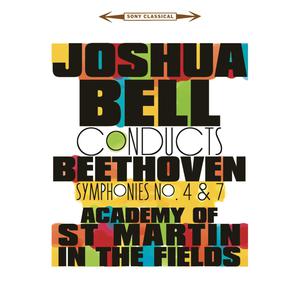 SONY CLASSICAL
JOSHUA
BELL
CONDUCTS
BEETHOVEN
SYMPHONIES NO. 4 & 7
ACADEMY OF
ST MARTIN
IN THE FIELDS